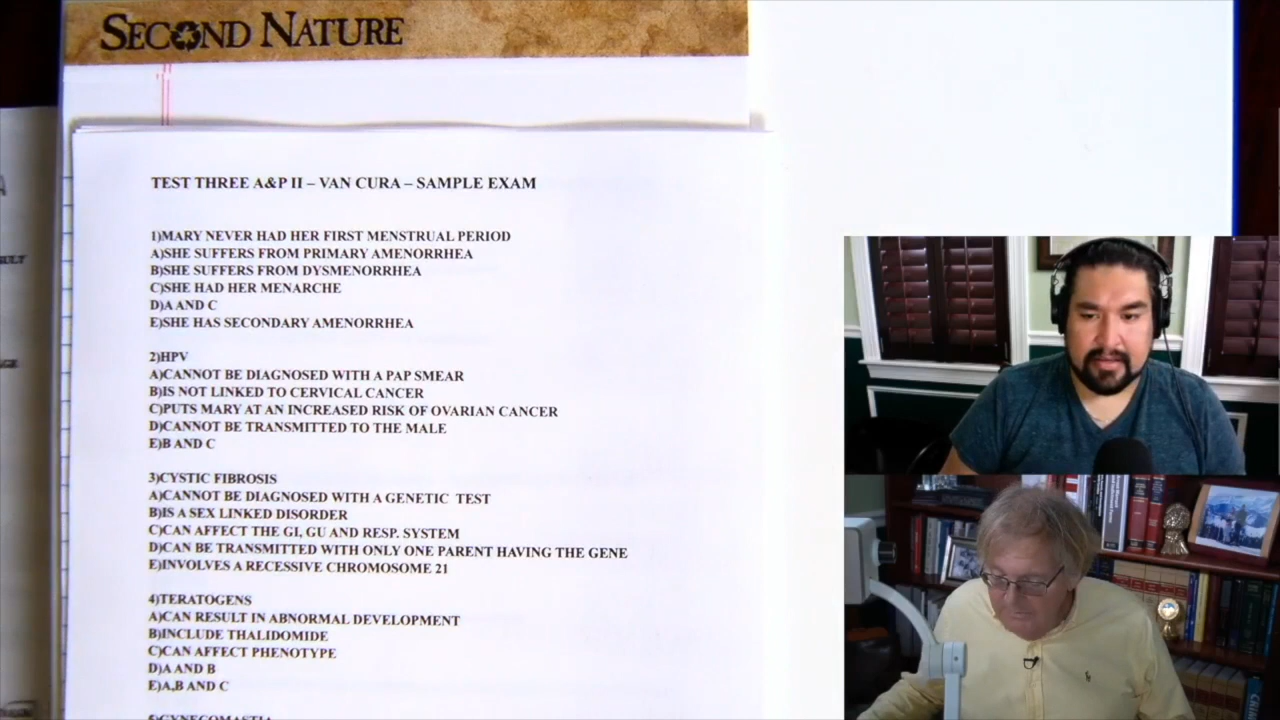 SECOND NATURE
TEST THREE A&P II – VAN CURA – SAMPLE EXAM
1)MARY NEVER HAD HER FIRST MENSTRUAL PERIOD
A)SHE SUFFERS FROM PRIMARY AMENORRHEA
B)SHE SUFFERS FROM DYSMENORRHEA
C)SHE HAD HER MENARCHE
D)A AND C
E)SHE HAS SECONDARY AMENORRHEA
2)HPV
A)CANNOT BE DIAGNOSED WITH A PAP SMEAR
B)IS NOT LINKED TO CERVICAL CANCER
C)PUTS MARY AT AN INCREASED RISK OF OVARIAN CANCER
D)CANNOT BE TRANSMITTED TO THE MALE
E)B AND C
3)CYSTIC FIBROSIS
A)CANNOT BE DIAGNOSED WITH A GENETIC TEST
B)IS A SEX LINKED DISORDER
C)CAN AFFECT THE GI, GU AND RESP. SYSTEM
D)CAN BE TRANSMITTED WITH ONLY ONE PARENT HAVING THE GENE
E)INVOLVES A RECESSIVE CHROMOSOME 21
4)TERATOGENS
A)CAN RESULT IN ABNORMAL DEVELOPMENT
B)INCLUDE THALIDOMIDE
C)CAN AFFECT PHENOTYPE
D)A AND B
E)A,B AND C
5)GYNECOMASTIA